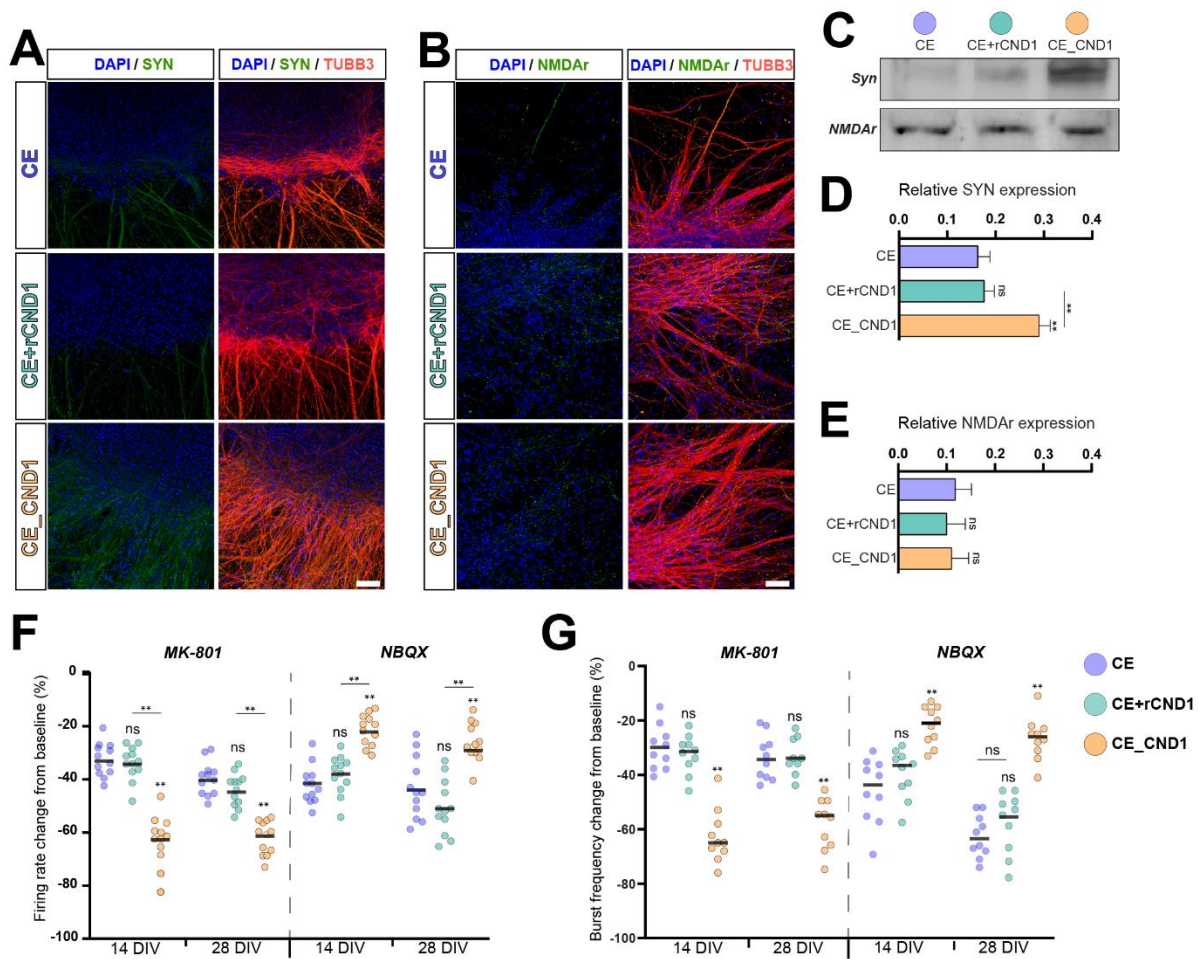 A
DAPI / SYN
DAPI / SYN / TUBB3
CE
CE+rCND1
CE_CND1
B
DAPI / NMDAr
DAPI / NMDAr / TUBB3
CE
CE+rCND1
CE_CND1
C
CE
CE+rCND1
CE_CND1
Syn
NMDAr
D
Relative SYN expression
0.0 0.1 0.2 0.3 0.4
CE
CE+rCND1
ns
CE_CND1
**
**
E
Relative NMDAr expression
0.0 0.1 0.2 0.3 0.4
CE
CE+rCND1
ns
CE_CND1
ns
F
MK-801 NBQX
Firing rate change from baseline (%)
0
-20
-40
-60
-80
-100
ns ** **
ns ** **
ns ** **
ns ** **
14 DIV 28 DIV 14 DIV 28 DIV
G
MK-801 NBQX
Burst frequency change from baseline (%)
0
-20
-40
-60
-80
-100
ns **
ns **
ns **
ns ns **
14 DIV 28 DIV 14 DIV 28 DIV
CE
CE+rCND1
CE_CND1